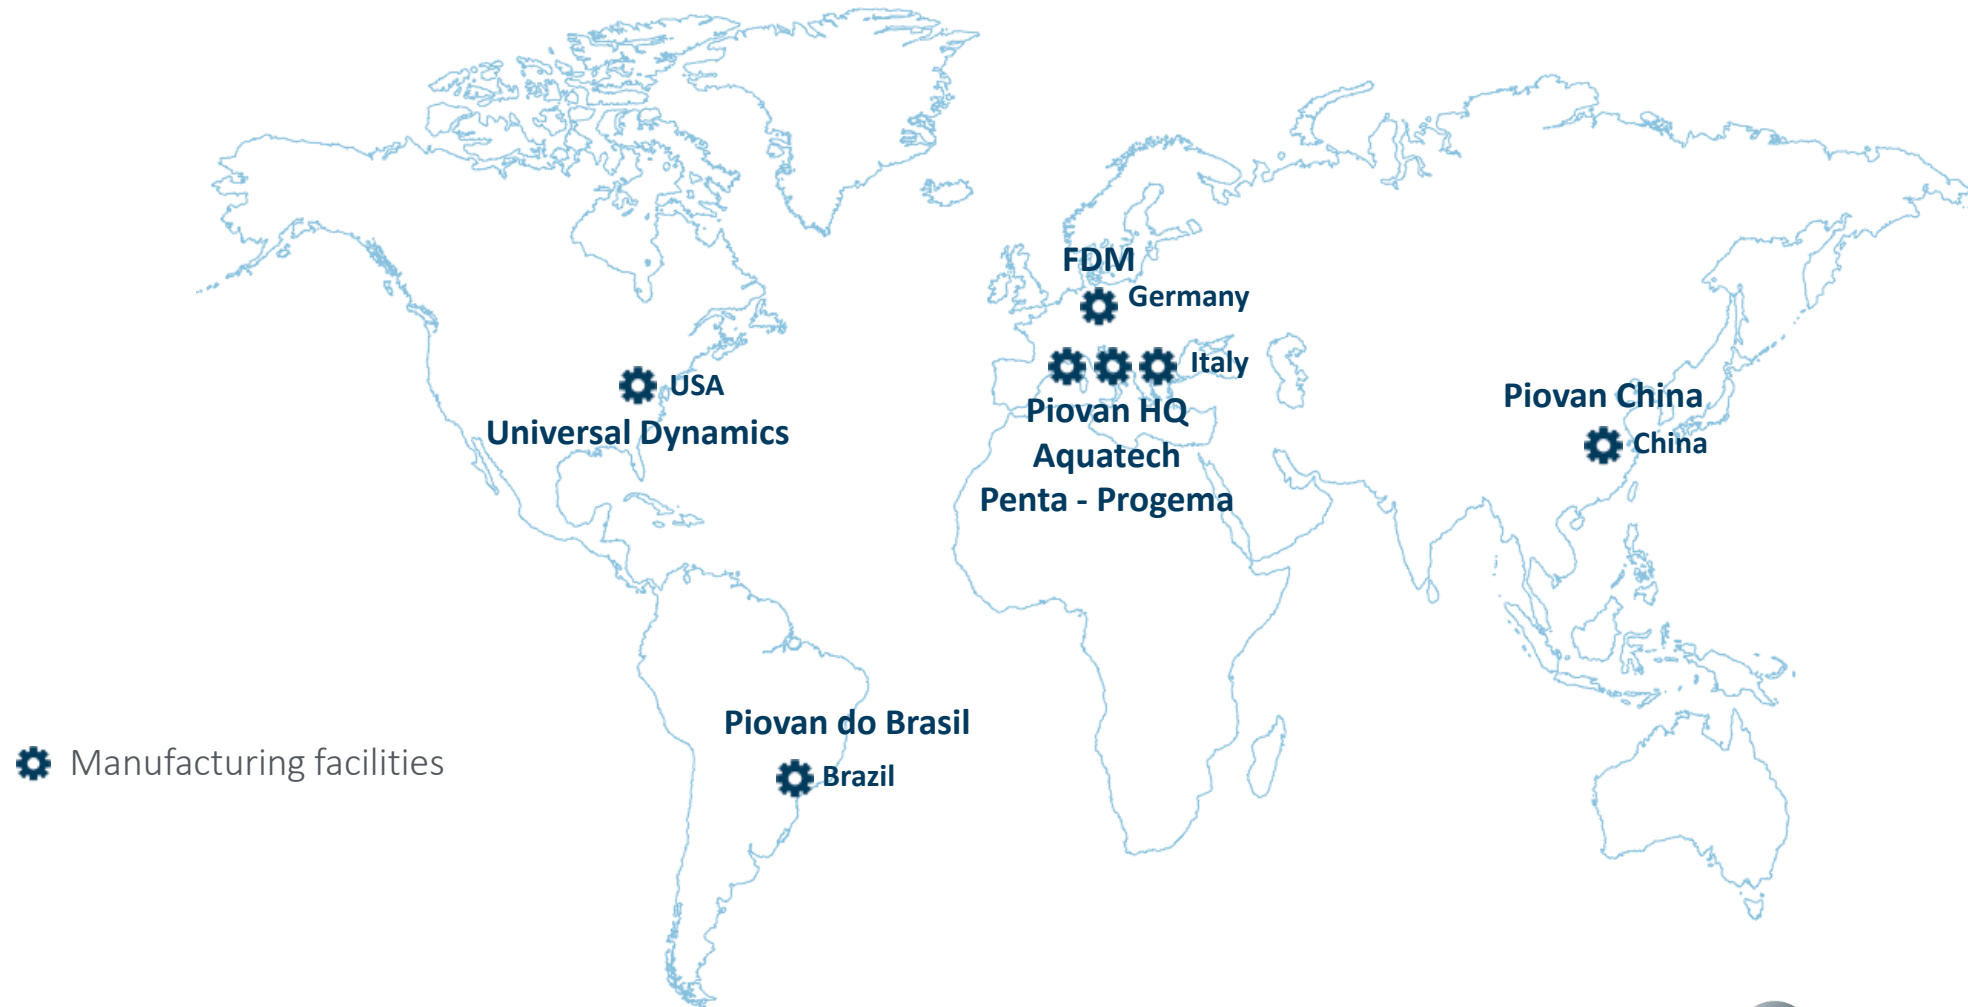 FDM
Germany
Italy
Piovan HQ
Aquatech
Penta - Progema
USA
Universal Dynamics
Piovan China
China
Piovan do Brasil
Brazil
Manufacturing facilities